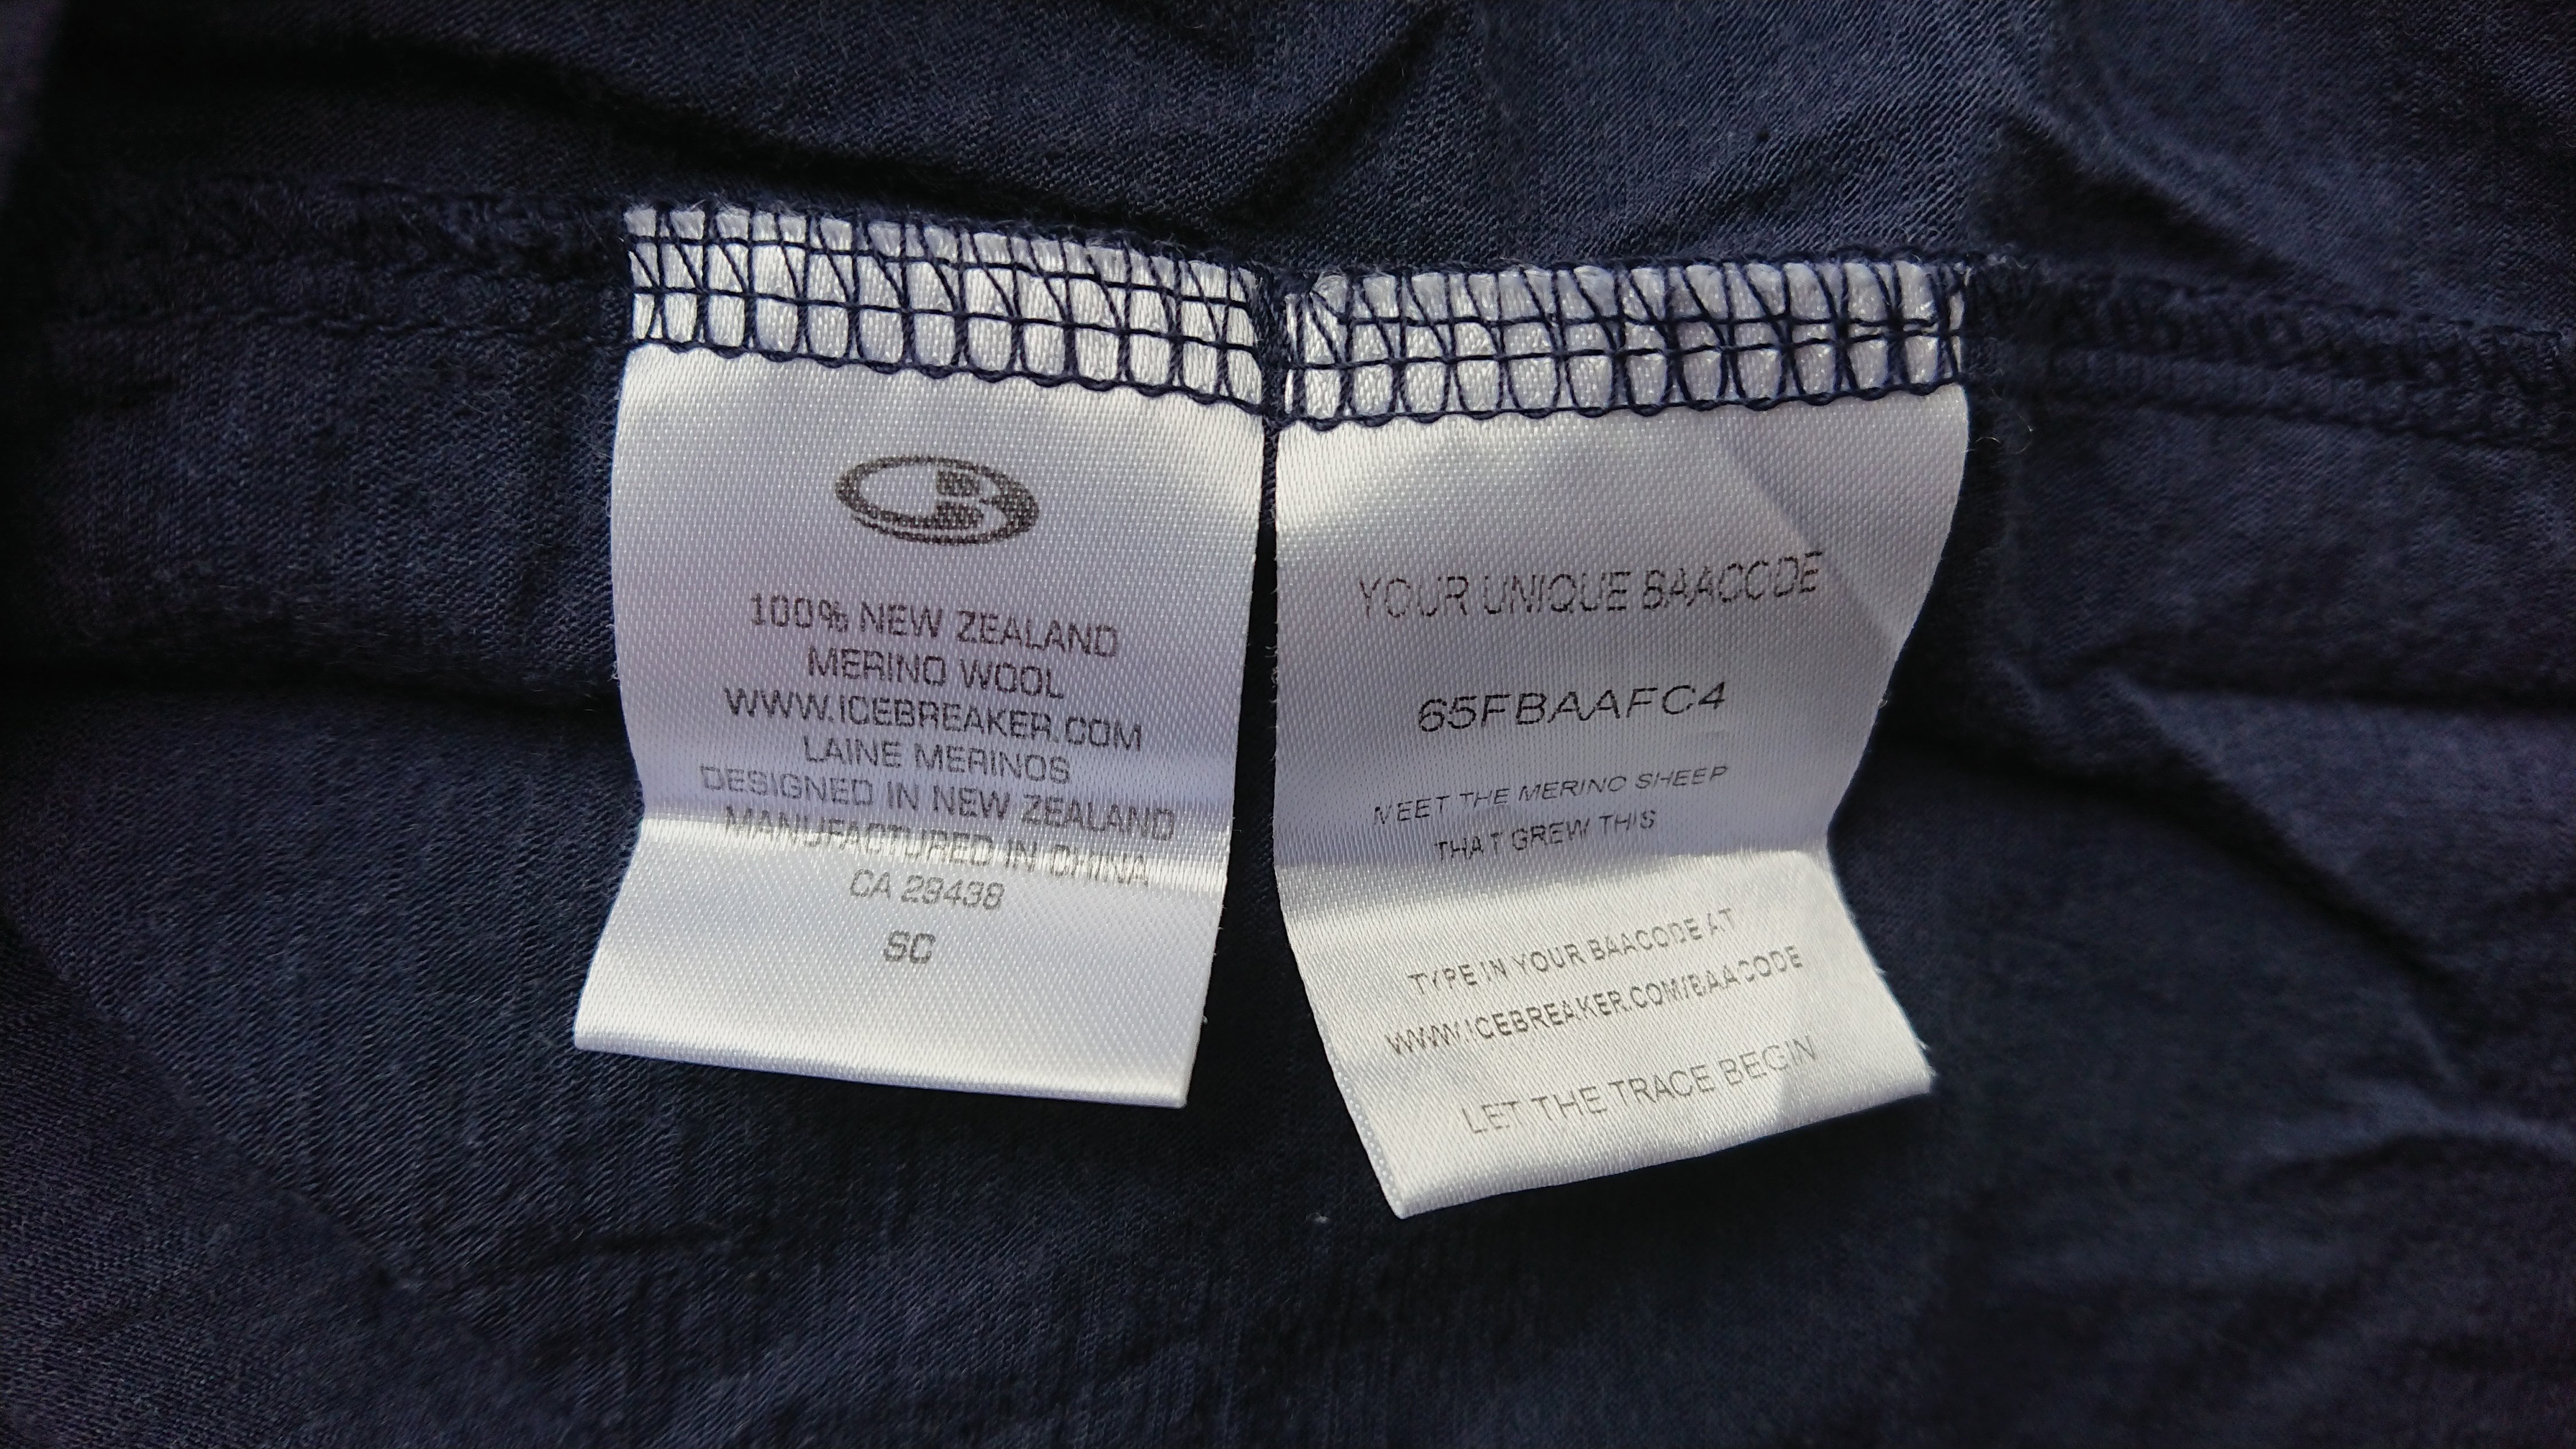 100% NEW ZEALAND
MERINO WOOL
WWW.ICEBREAKER.COM
LAINE MERINOS
DESIGNED IN NEW ZEALAND
MANUFACTURED IN CHINA
CA 29438
SC
YOUR UNIQUE BAACODE
65FBAAFC4
MEET THE MERINO SHEEP
THAT GREW THIS
TYPE IN YOUR BAACODE AT
WWW.ICEBREAKER.COM/BAACODE
LET THE TRACE BEGIN